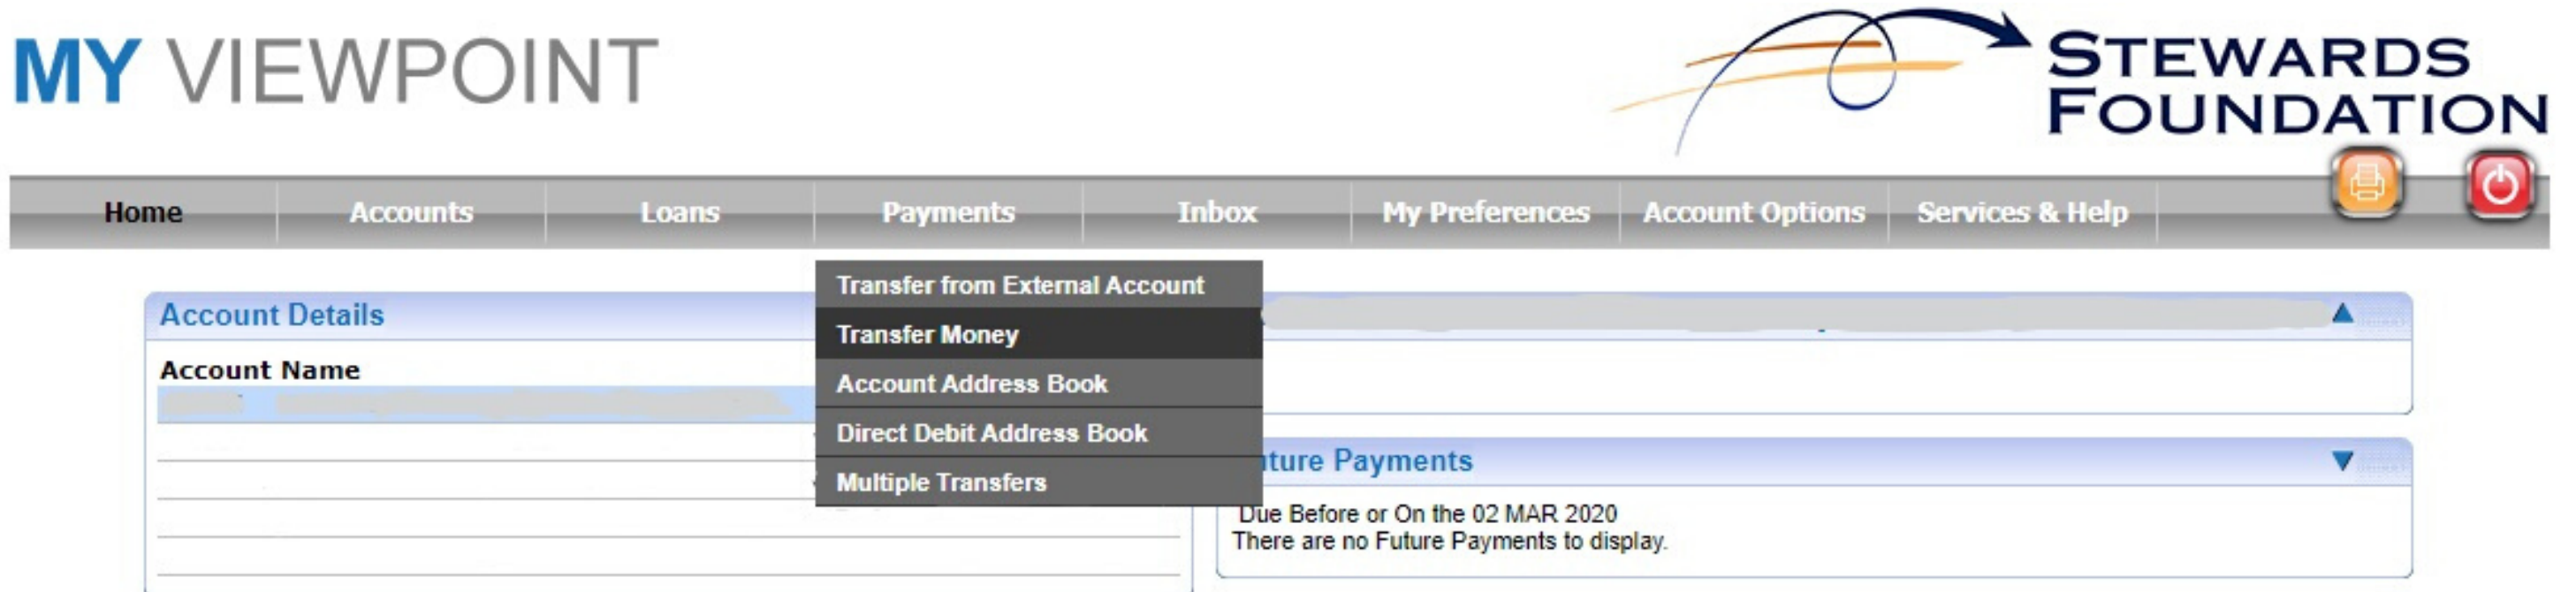 MY VIEWPOINT
STEWARDS
FOUNDATION
Home Accounts Loans Payments Inbox My Preferences Account Options Services & Help
Transfer from External Account
Transfer Money
Account Address Book
Direct Debit Address Book
Multiple Transfers
Account Details
Account Name
Payments
Due Before or On the 02 MAR 2020
There are no Future Payments to display.